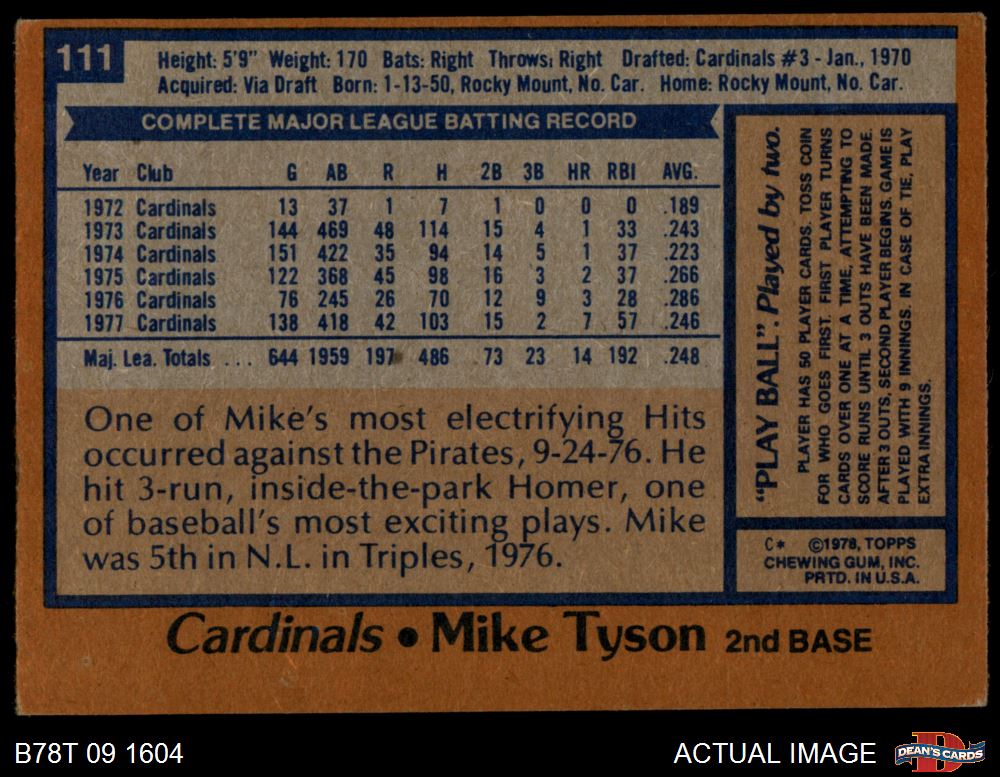 111
Height: 5'9" Weight: 170 Bats: Right Throws: Right Drafted: Cardinals #3 - Jan., 1970
Acquired: Via Draft Born: 1-13-50, Rocky Mount, No. Car. Home: Rocky Mount, No. Car.
COMPLETE MAJOR LEAGUE BATTING RECORD
Year Club G AB R H 2B 3B HR RBI AVG.
1972 Cardinals 13 37 1 7 1 0 0 0 .189
1973 Cardinals 144 469 48 114 15 4 1 33 .243
1974 Cardinals 151 422 35 94 14 5 1 37 .223
1975 Cardinals 122 368 45 98 16 3 2 37 .266
1976 Cardinals 76 245 26 70 12 9 3 28 .286
1977 Cardinals 138 418 42 103 15 2 7 57 .246
Maj. Lea. Totals ... 644 1959 197 486 73 23 14 192 .248
One of Mike's most electrifying Hits
occurred against the Pirates, 9-24-76. He
hit 3-run, inside-the-park Homer, one
of baseball's most exciting plays. Mike
was 5th in N.L. in Triples, 1976.
"PLAY BALL". Played by two.
PLAYER HAS 50 PLAYER CARDS. TOSS COIN
FOR WHO GOES FIRST. FIRST PLAYER TURNS
CARDS OVER ONE AT A TIME, ATTEMPTING TO
SCORE RUNS UNTIL 3 OUTS HAVE BEEN MADE.
AFTER 3 OUTS, SECOND PLAYER BEGINS. GAME IS
PLAYED WITH 9 INNINGS. IN CASE OF TIE, PLAY
EXTRA INNINGS.
C* ©1978, TOPPS
CHEWING GUM, INC.
PRTD. IN U.S.A.
Cardinals • Mike Tyson 2nd BASE
B78T 09 1604
ACTUAL IMAGE
D
DEAN'S CARDS